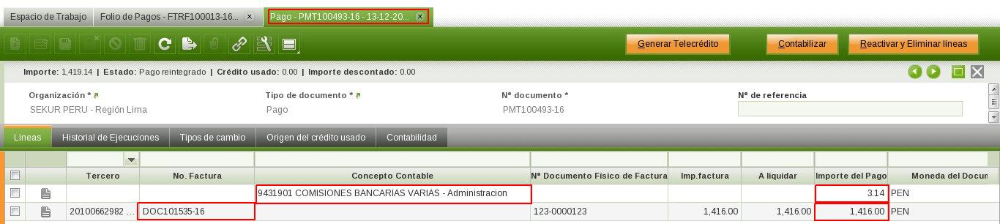 Espacio de Trabajo Folio de Pagos - FTRF100013-16... Pago - PMT100493-16 - 13-12-20...
Generar Telecrédito Contabilizar Reactivar y Eliminar líneas
Importe: 1,419.14 | Estado: Pago reintegrado | Crédito usado: 0.00 | Importe descontado: 0.00
Organización * Tipo de documento * Nº documento * Nº de referencia
SEKUR PERU - Región Lima Pago PMT100493-16
Líneas Historial de Ejecuciones Tipos de cambio Origen del crédito usado Contabilidad
Tercero No. Factura Concepto Contable Nº Documento Físico de Factura Imp.factura A liquidar Importe del Pago Moneda del Docum
9431901 COMISIONES BANCARIAS VARIAS - Administracion 3.14 PEN
20100662982 ... DOC101535-16 123-0000123 1,416.00 1,416.00 1,416.00 PEN